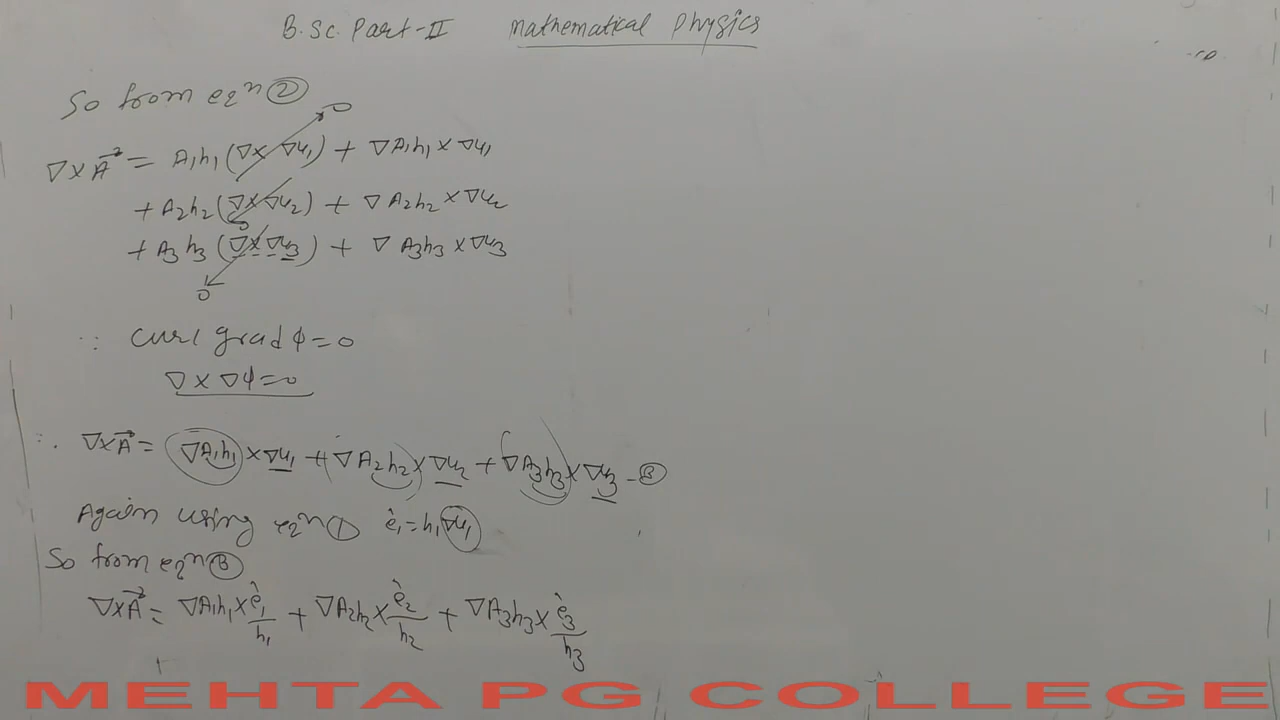 B.Sc. Part-II Mathematical Physics
So from eqn ②
0
∇×A⃗ = A₁h₁(∇×∇u₁) + ∇A₁h₁×∇u₁
+ A₂h₂(∇×∇u₂) + ∇A₂h₂×∇u₂
0
+ A₃h₃(∇×∇u₃) + ∇A₃h₃×∇u₃
0
∵ curl grad ϕ = 0
∇×∇ϕ=0
∴ ∇×A⃗ = ∇A₁h₁×∇u₁ + (∇A₂h₂)×∇u₂ + (∇A₃h₃)×∇u₃ - ③
Again using eqn ① ê₁=h₁∇u₁
So from eqn ③
∇×A⃗ = ∇A₁h₁×ê₁/h₁ + ∇A₂h₂×ê₂/h₂ + ∇A₃h₃×ê₃/h₃
MEHTA PG COLLEGE